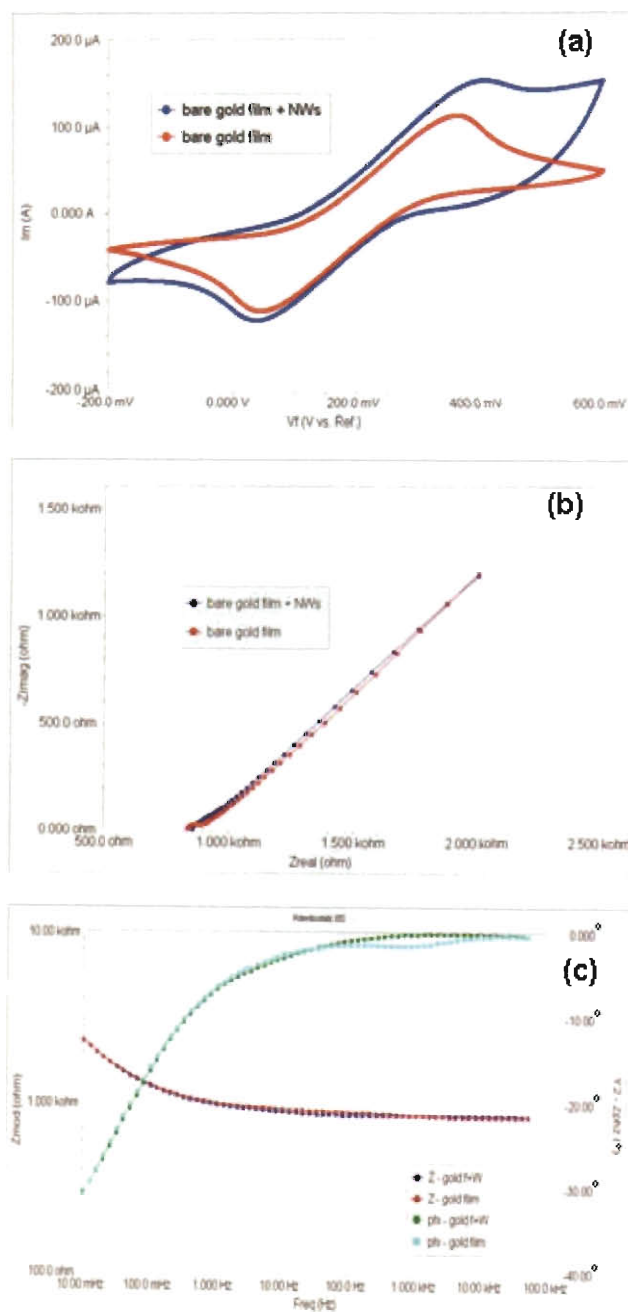 (a)
200.0 µA
100.0 µA
0.000 A
-100.0 µA
-200.0 µA
Im (A)
bare gold film + NWs
bare gold film
-200.0 mV 0.000 V 200.0 mV 400.0 mV 600.0 mV
Vf (V vs. Ref.)
(b)
1.500 kohm
1.000 kohm
500.0 ohm
0.000 ohm
-Zimag (ohm)
bare gold film + NWs
bare gold film
500.0 ohm 1.000 kohm 1.500 kohm 2.000 kohm 2.500 kohm
Zreal (ohm)
(c)
10.00 kohm
1.000 kohm
100.0 ohm
Zmod (ohm)
0.000°
-10.00°
-20.00°
-30.00°
-40.00°
Z - gold f+W
Z - gold film
phi - gold f+W
phi - gold film
10.00 mHz 100.0 mHz 1.000 Hz 10.00 Hz 100.0 Hz 1.000 kHz 10.00 kHz 100.0 kHz
Freq (Hz)